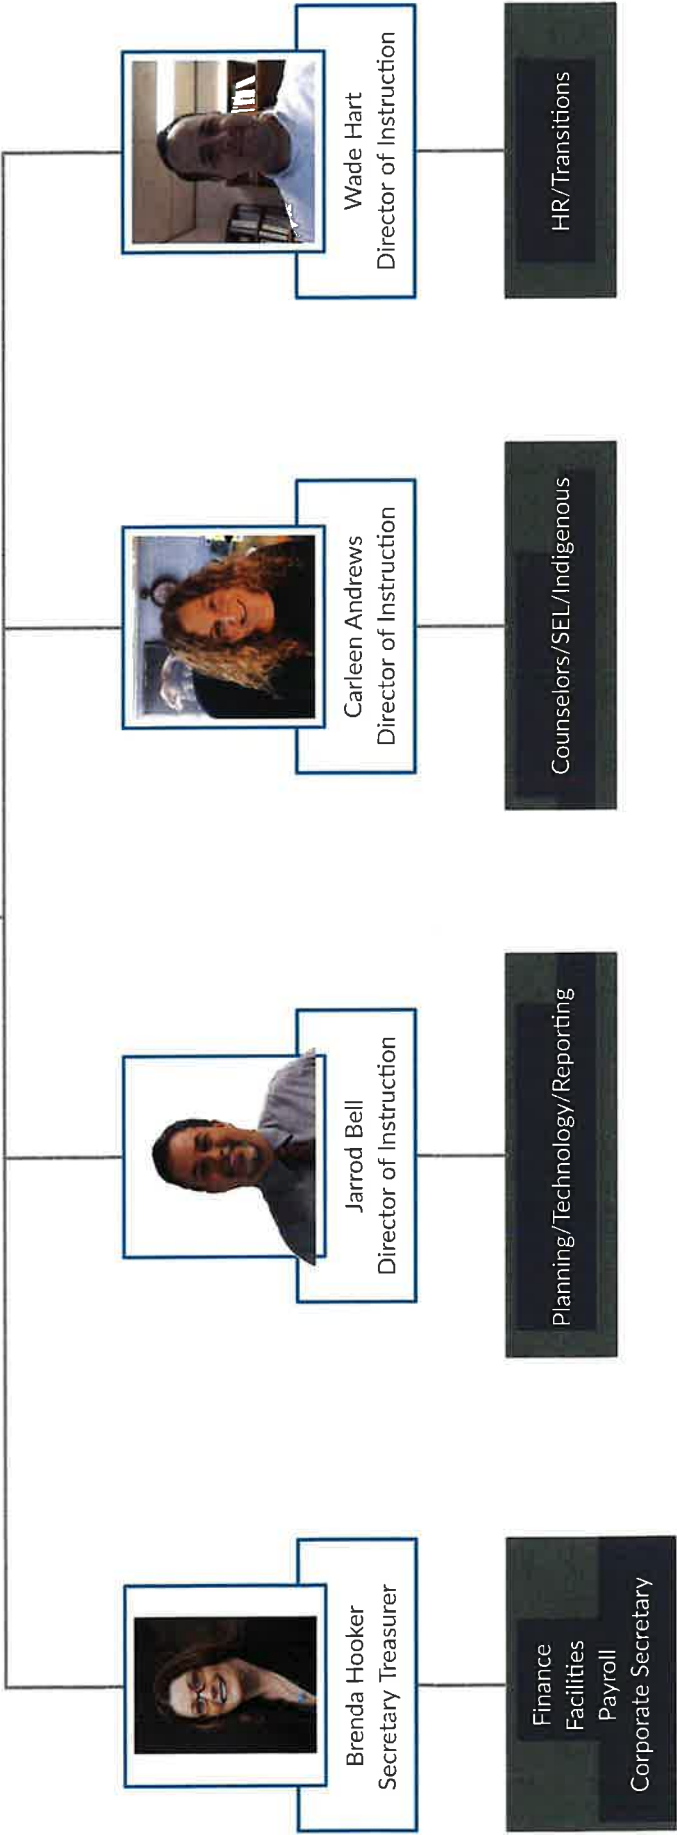 Brenda Hooker
Secretary Treasurer
Finance
Facilities
Payroll
Corporate Secretary
Jarrod Bell
Director of Instruction
Planning/Technology/Reporting
Carleen Andrews
Director of Instruction
Counselors/SEL/Indigenous
Wade Hart
Director of Instruction
HR/Transitions